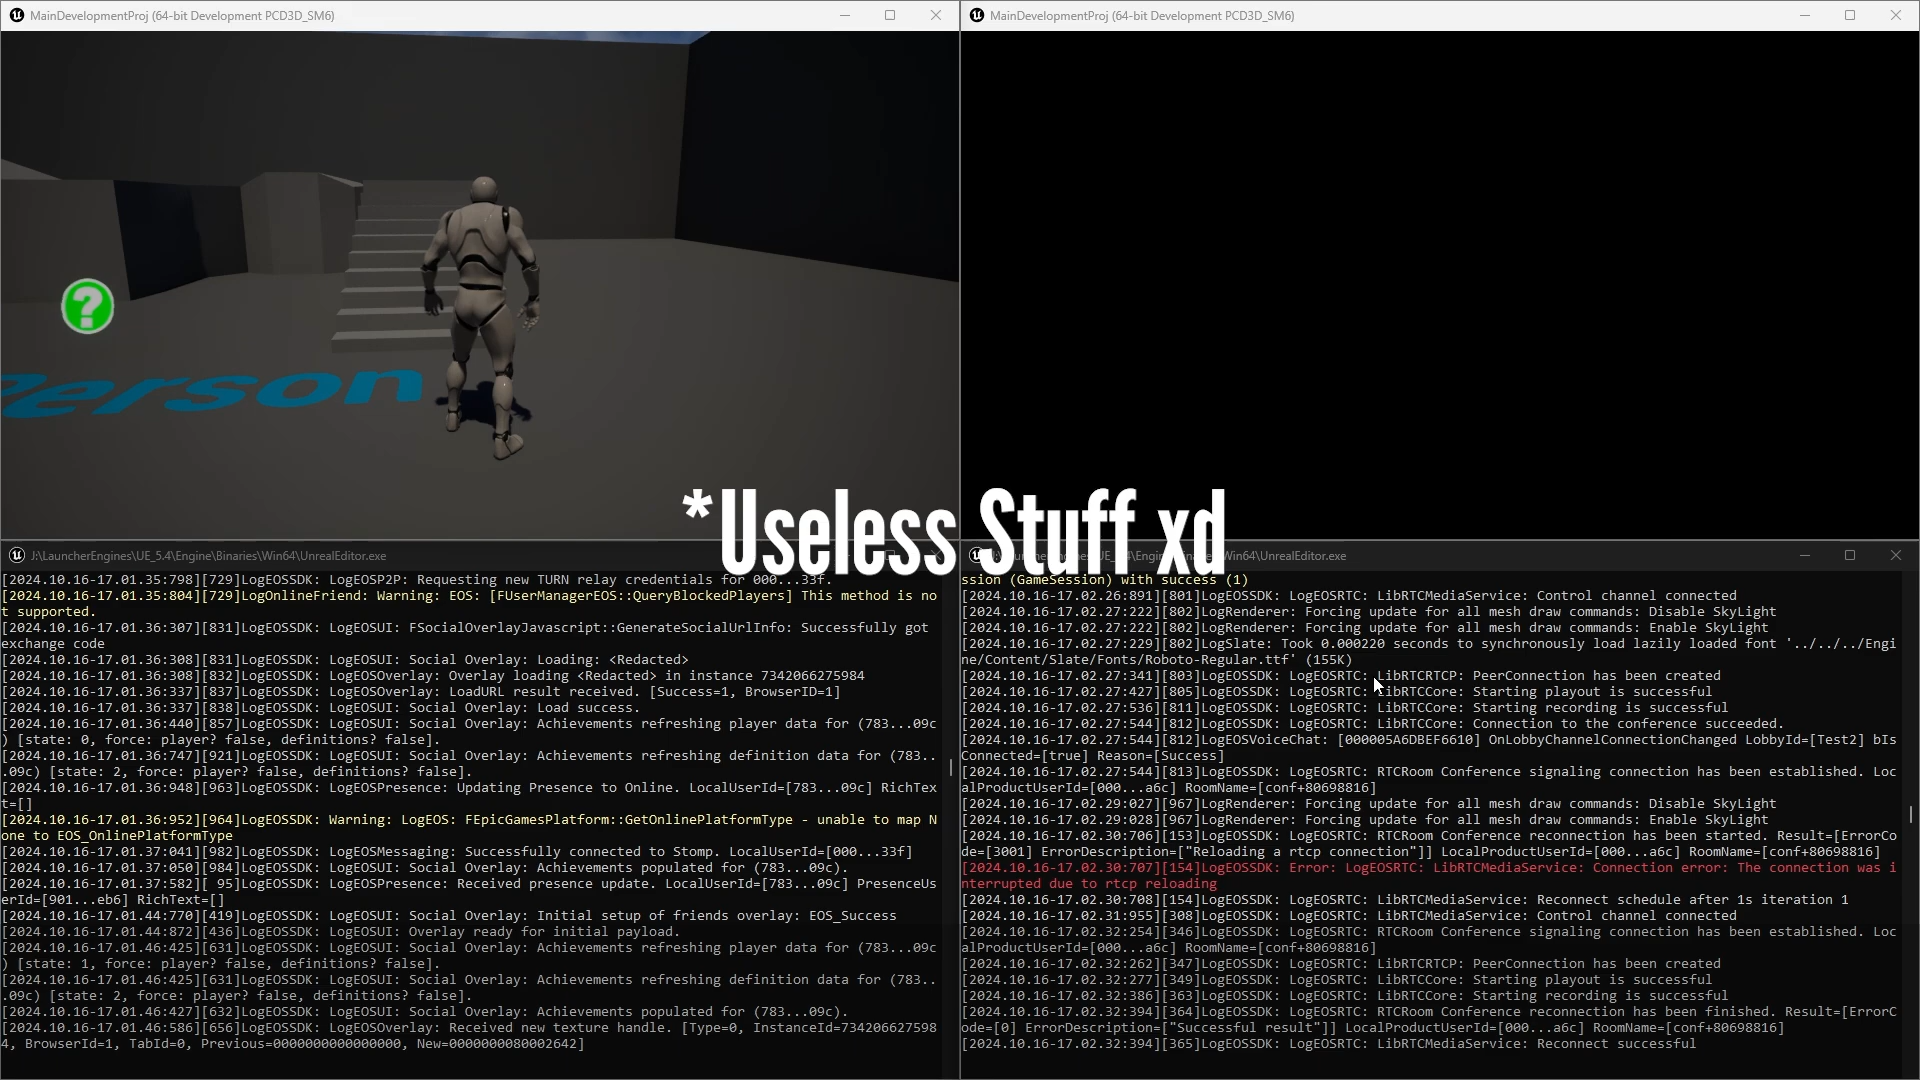 MainDevelopmentProj (64-bit Development PCD3D_SM6)
MainDevelopmentProj (64-bit Development PCD3D_SM6)
?
Person
*Useless Stuff xd
J:\LauncherEngines\UE_5.4\Engine\Binaries\Win64\UnrealEditor.exe
[2024.10.16-17.01.35:798][729]LogEOSSDK: LogEOSP2P: Requesting new TURN relay credentials for 000...33f.
[2024.10.16-17.01.35:804][729]LogOnlineFriend: Warning: EOS: [FUserManagerEOS::QueryBlockedPlayers] This method is no
t supported.
[2024.10.16-17.01.36:307][831]LogEOSSDK: LogEOSUI: FSocialOverlayJavascript::GenerateSocialUrlInfo: Successfully got
exchange code
[2024.10.16-17.01.36:308][831]LogEOSSDK: LogEOSUI: Social Overlay: Loading: <Redacted>
[2024.10.16-17.01.36:308][832]LogEOSSDK: LogEOSOverlay: Overlay loading <Redacted> in instance 7342066275984
[2024.10.16-17.01.36:337][837]LogEOSSDK: LogEOSOverlay: LoadURL result received. [Success=1, BrowserID=1]
[2024.10.16-17.01.36:337][838]LogEOSSDK: LogEOSUI: Social Overlay: Load success.
[2024.10.16-17.01.36:440][857]LogEOSSDK: LogEOSUI: Social Overlay: Achievements refreshing player data for (783...09c
) [state: 0, force: player? false, definitions? false].
[2024.10.16-17.01.36:747][921]LogEOSSDK: LogEOSUI: Social Overlay: Achievements refreshing definition data for (783..
.09c) [state: 2, force: player? false, definitions? false].
[2024.10.16-17.01.36:948][963]LogEOSSDK: LogEOSPresence: Updating Presence to Online. LocalUserId=[783...09c] RichTex
t=[]
[2024.10.16-17.01.36:952][964]LogEOSSDK: Warning: LogEOS: FEpicGamesPlatform::GetOnlinePlatformType - unable to map N
one to EOS_OnlinePlatformType
[2024.10.16-17.01.37:041][982]LogEOSSDK: LogEOSMessaging: Successfully connected to Stomp. LocalUserId=[000...33f]
[2024.10.16-17.01.37:050][984]LogEOSSDK: LogEOSUI: Social Overlay: Achievements populated for (783...09c).
[2024.10.16-17.01.37:582][ 95]LogEOSSDK: LogEOSPresence: Received presence update. LocalUserId=[783...09c] PresenceUs
erId=[901...eb6] RichText=[]
[2024.10.16-17.01.44:770][419]LogEOSSDK: LogEOSUI: Social Overlay: Initial setup of friends overlay: EOS_Success
[2024.10.16-17.01.44:872][436]LogEOSSDK: LogEOSUI: Overlay ready for initial payload.
[2024.10.16-17.01.46:425][631]LogEOSSDK: LogEOSUI: Social Overlay: Achievements refreshing player data for (783...09c
) [state: 1, force: player? false, definitions? false].
[2024.10.16-17.01.46:425][631]LogEOSSDK: LogEOSUI: Social Overlay: Achievements refreshing definition data for (783..
.09c) [state: 2, force: player? false, definitions? false].
[2024.10.16-17.01.46:427][632]LogEOSSDK: LogEOSUI: Social Overlay: Achievements populated for (783...09c).
[2024.10.16-17.01.46:586][656]LogEOSSDK: LogEOSOverlay: Received new texture handle. [Type=0, InstanceId=734206627598
4, BrowserId=1, TabId=0, Previous=0000000000000000, New=0000000080002642]
Win64\UnrealEditor.exe
ssion (GameSession) with success (1)
[2024.10.16-17.02.26:891][801]LogEOSSDK: LogEOSRTC: LibRTCMediaService: Control channel connected
[2024.10.16-17.02.27:222][802]LogRenderer: Forcing update for all mesh draw commands: Disable SkyLight
[2024.10.16-17.02.27:222][802]LogRenderer: Forcing update for all mesh draw commands: Enable SkyLight
[2024.10.16-17.02.27:229][802]LogSlate: Took 0.000220 seconds to synchronously load lazily loaded font '../../../Engi
ne/Content/Slate/Fonts/Roboto-Regular.ttf' (155K)
[2024.10.16-17.02.27:341][803]LogEOSSDK: LogEOSRTC: LibRTCRTCP: PeerConnection has been created
[2024.10.16-17.02.27:427][805]LogEOSSDK: LogEOSRTC: LibRTCCore: Starting playout is successful
[2024.10.16-17.02.27:536][811]LogEOSSDK: LogEOSRTC: LibRTCCore: Starting recording is successful
[2024.10.16-17.02.27:544][812]LogEOSSDK: LogEOSRTC: LibRTCCore: Connection to the conference succeeded.
[2024.10.16-17.02.27:544][812]LogEOSVoiceChat: [000005A6DBEF6610] OnLobbyChannelConnectionChanged LobbyId=[Test2] bIs
Connected=[true] Reason=[Success]
[2024.10.16-17.02.27:544][813]LogEOSSDK: LogEOSRTC: RTCRoom Conference signaling connection has been established. Loc
alProductUserId=[000...a6c] RoomName=[conf+80698816]
[2024.10.16-17.02.29:027][967]LogRenderer: Forcing update for all mesh draw commands: Disable SkyLight
[2024.10.16-17.02.29:028][967]LogRenderer: Forcing update for all mesh draw commands: Enable SkyLight
[2024.10.16-17.02.30:706][153]LogEOSSDK: LogEOSRTC: RTCRoom Conference reconnection has been started. Result=[ErrorCo
de=[3001] ErrorDescription=["Reloading a rtcp connection"]] LocalProductUserId=[000...a6c] RoomName=[conf+80698816]
[2024.10.16-17.02.30:707][154]LogEOSSDK: Error: LogEOSRTC: LibRTCMediaService: Connection error: The connection was i
nterrupted due to rtcp reloading
[2024.10.16-17.02.30:708][154]LogEOSSDK: LogEOSRTC: LibRTCMediaService: Reconnect schedule after 1s iteration 1
[2024.10.16-17.02.31:955][308]LogEOSSDK: LogEOSRTC: LibRTCMediaService: Control channel connected
[2024.10.16-17.02.32:254][346]LogEOSSDK: LogEOSRTC: RTCRoom Conference signaling connection has been established. Loc
alProductUserId=[000...a6c] RoomName=[conf+80698816]
[2024.10.16-17.02.32:262][347]LogEOSSDK: LogEOSRTC: LibRTCRTCP: PeerConnection has been created
[2024.10.16-17.02.32:277][349]LogEOSSDK: LogEOSRTC: LibRTCCore: Starting playout is successful
[2024.10.16-17.02.32:386][363]LogEOSSDK: LogEOSRTC: LibRTCCore: Starting recording is successful
[2024.10.16-17.02.32:394][364]LogEOSSDK: LogEOSRTC: RTCRoom Conference reconnection has been finished. Result=[ErrorC
ode=[0] ErrorDescription=["Successful result"]] LocalProductUserId=[000...a6c] RoomName=[conf+80698816]
[2024.10.16-17.02.32:394][365]LogEOSSDK: LogEOSRTC: LibRTCMediaService: Reconnect successful